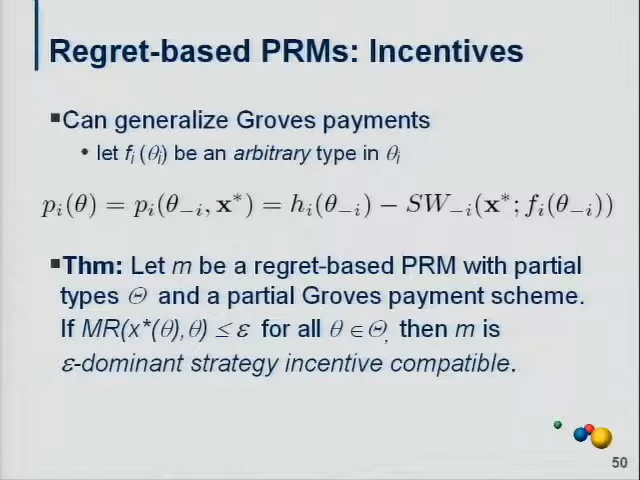 Regret-based PRMs: Incentives
▪Can generalize Groves payments
• let fᵢ (θᵢ) be an arbitrary type in θᵢ
pᵢ(θ) = pᵢ(θ₋ᵢ, x*) = hᵢ(θ₋ᵢ) − SW₋ᵢ(x*; fᵢ(θ₋ᵢ))
▪Thm: Let m be a regret-based PRM with partial
types Θ and a partial Groves payment scheme.
If MR(x*(θ),θ) ≤ ε for all θ ∈ Θ, then m is
ε-dominant strategy incentive compatible.
50